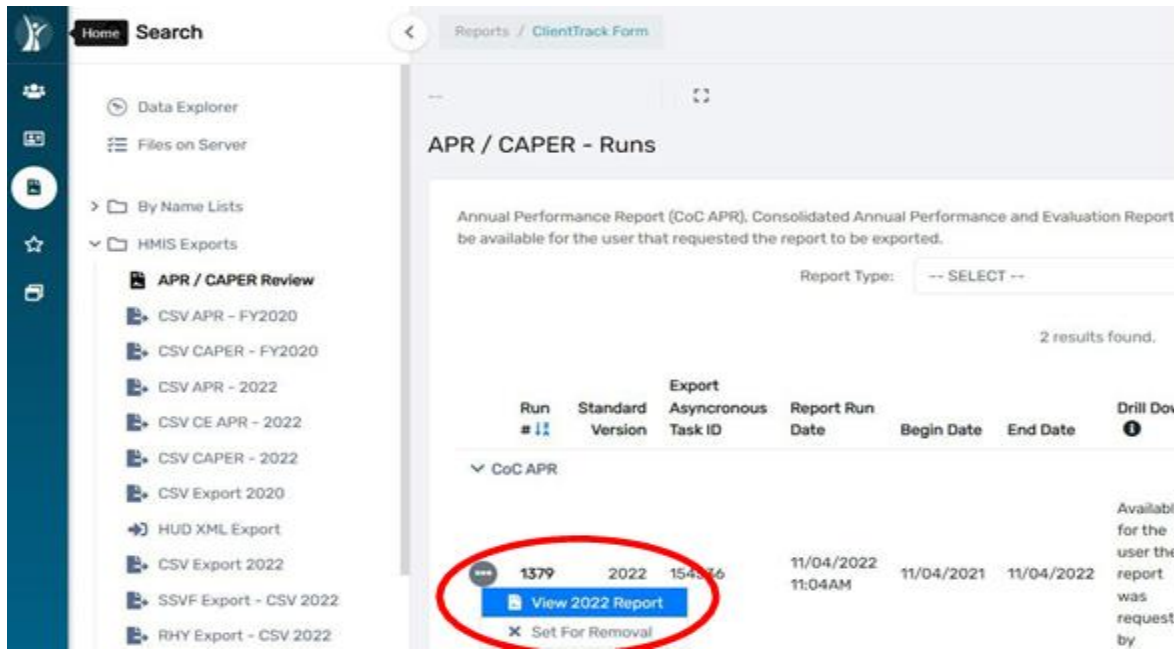 Home
Search
Data Explorer
Files on Server
By Name Lists
HMIS Exports
APR / CAPER Review
CSV APR - FY2020
CSV CAPER - FY2020
CSV APR - 2022
CSV CE APR - 2022
CSV CAPER - 2022
CSV Export 2020
HUD XML Export
CSV Export 2022
SSVF Export - CSV 2022
RHY Export - CSV 2022
Reports / ClientTrack Form
--
APR / CAPER - Runs
Annual Performance Report (CoC APR), Consolidated Annual Performance and Evaluation Report
be available for the user that requested the report to be exported.
Report Type: -- SELECT --
2 results found.
Run #
Standard Version
Export Asyncronous Task ID
Report Run Date
Begin Date
End Date
Drill
CoC APR
1379
2022
11/04/2022 11:04AM
11/04/2021
11/04/2022
for the
user
report
was
by
View 2022 Report
Set For Removal